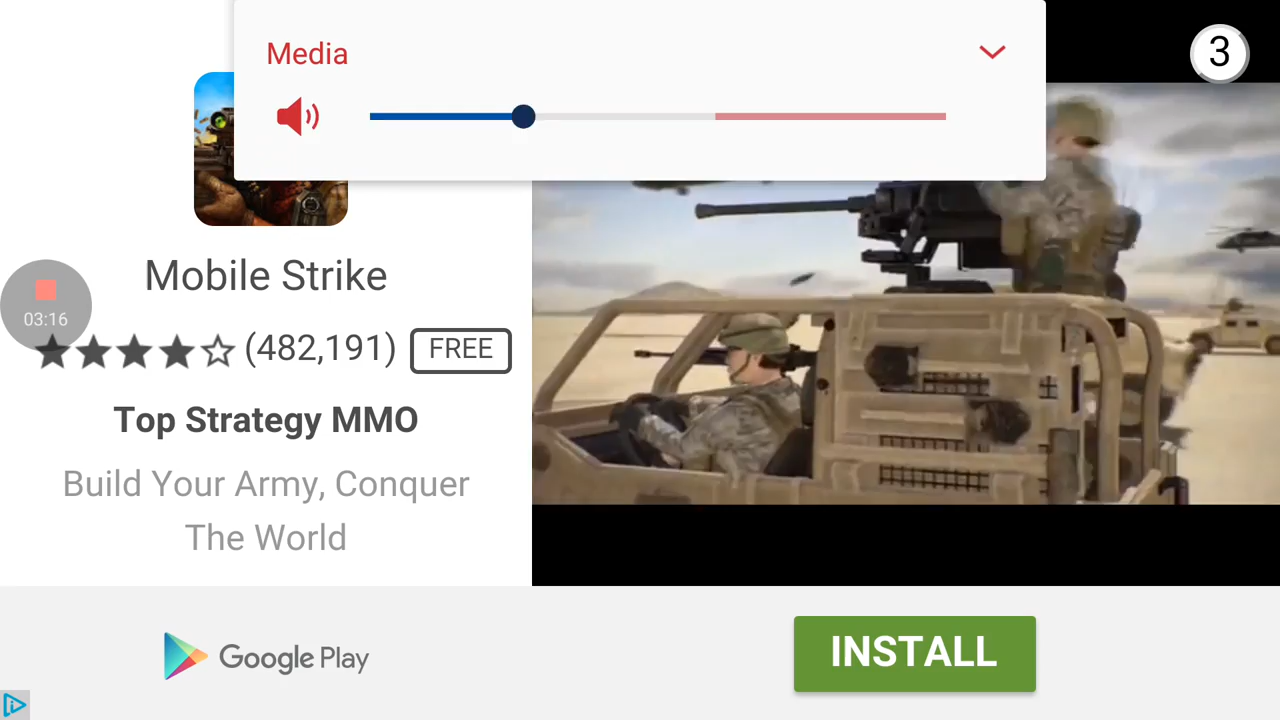 Media
3
Mobile Strike
03:16
(482,191) FREE
Top Strategy MMO
Build Your Army, Conquer
The World
Google Play
INSTALL